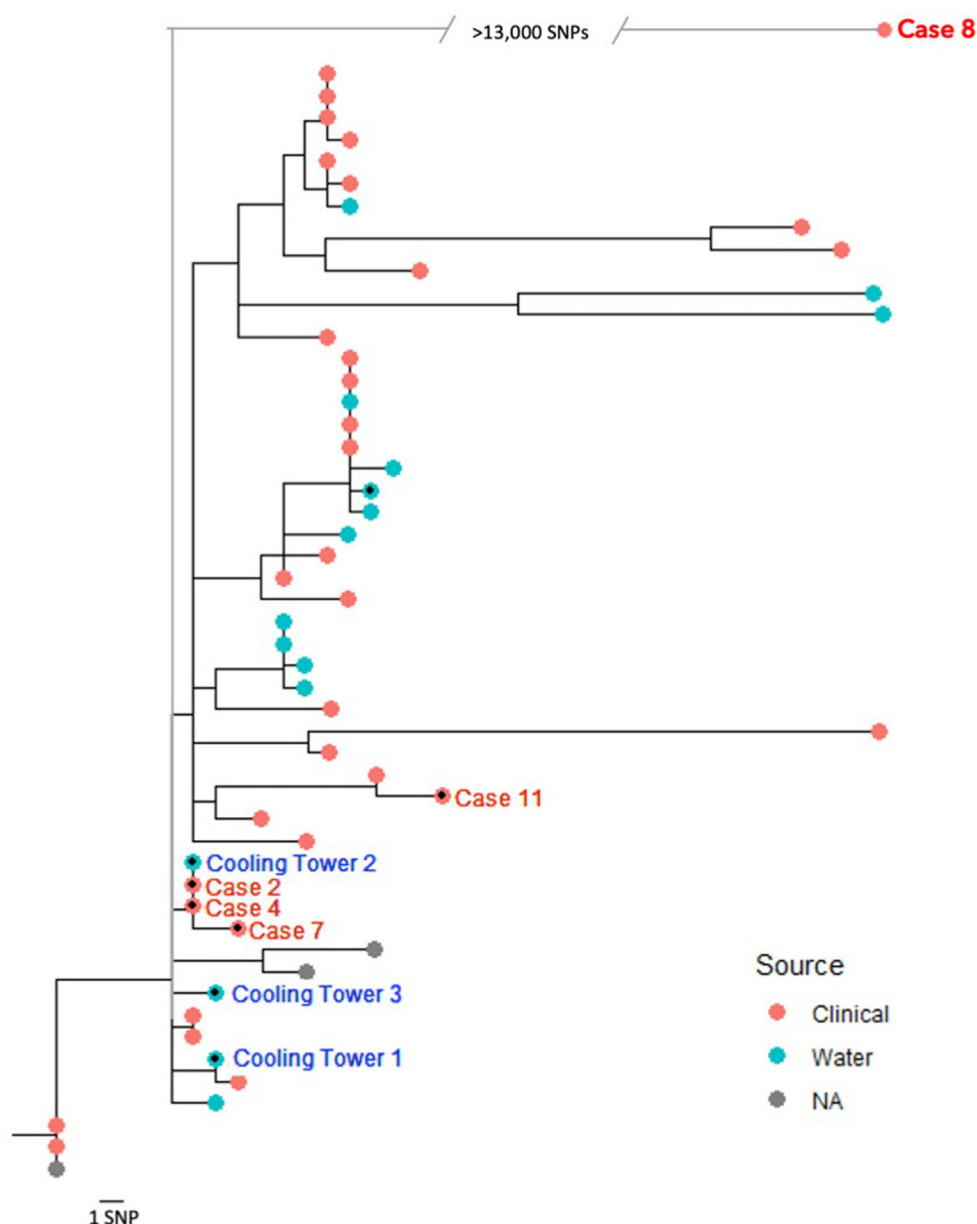 >13,000 SNPs
Case 8
Case 11
Cooling Tower 2
Case 2
Case 4
Case 7
Cooling Tower 3
Cooling Tower 1
Source
Clinical
Water
NA
1 SNP